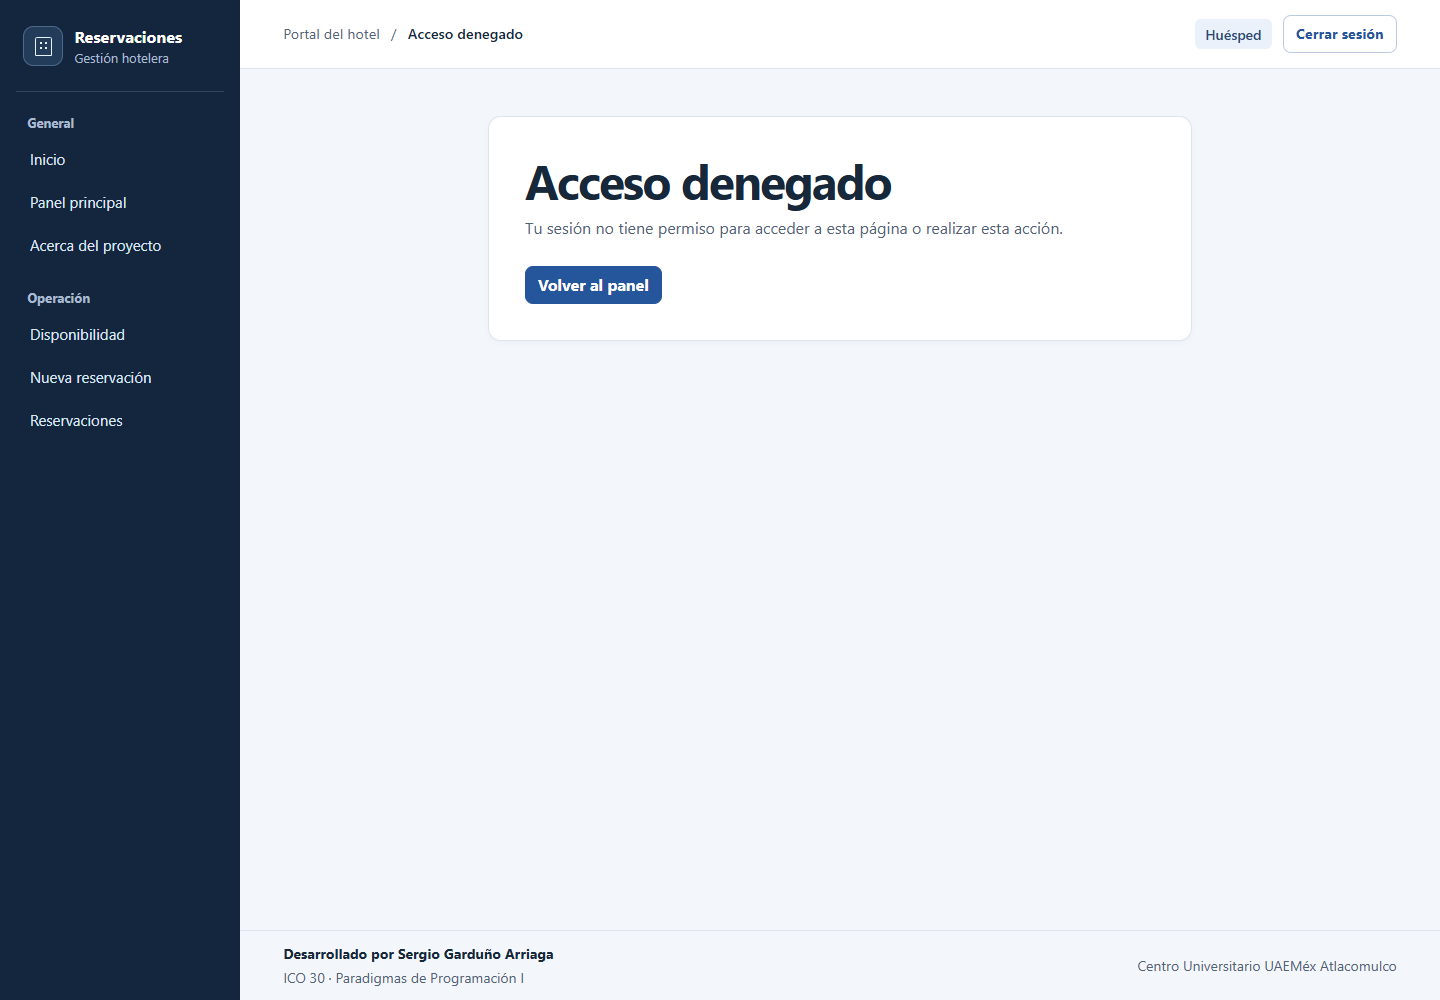 Reservaciones
Gestión hotelera
General
Inicio
Panel principal
Acerca del proyecto
Operación
Disponibilidad
Nueva reservación
Reservaciones
Portal del hotel / Acceso denegado
Huésped
Cerrar sesión
Acceso denegado
Tu sesión no tiene permiso para acceder a esta página o realizar esta acción.
Volver al panel
Desarrollado por Sergio Garduño Arriaga
ICO 30 · Paradigmas de Programación I
Centro Universitario UAEMéx Atlacomulco